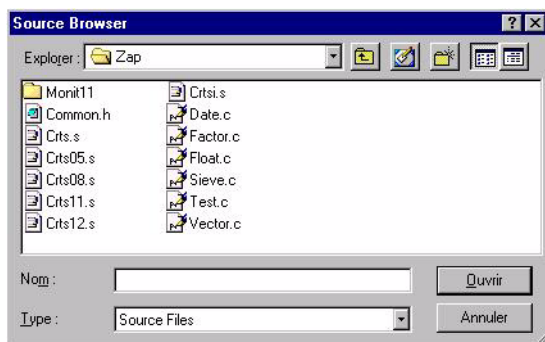 Source Browser
Explorer : Zap
Monit11
Common.h
Crts.s
Crts05.s
Crts08.s
Crts11.s
Crts12.s
Crtsi.s
Date.c
Factor.c
Float.c
Sieve.c
Test.c
Vector.c
Nom :
Ouvrir
Type : Source Files
Annuler